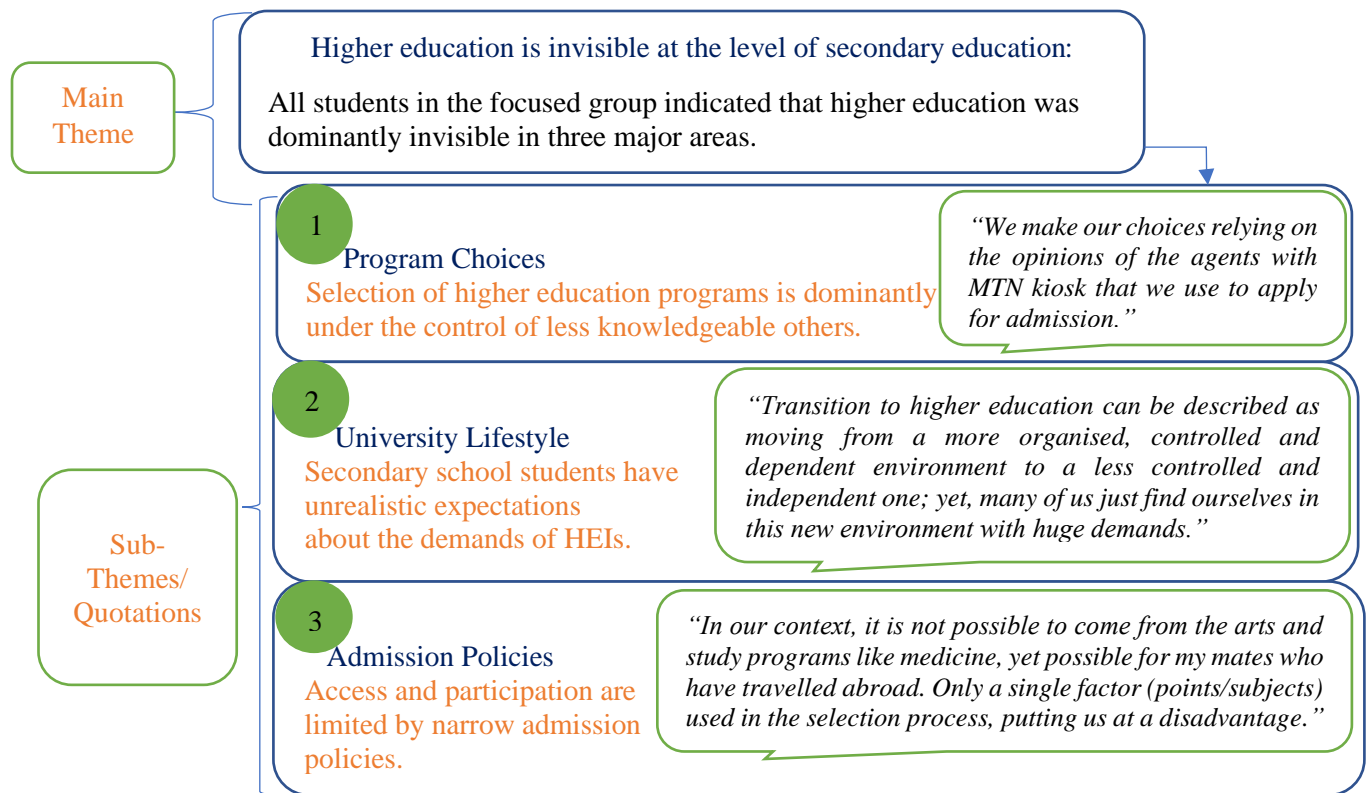 Main
Theme
Higher education is invisible at the level of secondary education:
All students in the focused group indicated that higher education was
dominantly invisible in three major areas.
Sub-
Themes/
Quotations
1
Program Choices
Selection of higher education programs is dominantly
under the control of less knowledgeable others.
“We make our choices relying on
the opinions of the agents with
MTN kiosk that we use to apply
for admission.”
2
University Lifestyle
Secondary school students have
unrealistic expectations
about the demands of HEIs.
“Transition to higher education can be described as
moving from a more organised, controlled and
dependent environment to a less controlled and
independent one; yet, many of us just find ourselves in
this new environment with huge demands.”
3
Admission Policies
Access and participation are
limited by narrow admission
policies.
“In our context, it is not possible to come from the arts and
study programs like medicine, yet possible for my mates who
have travelled abroad. Only a single factor (points/subjects)
used in the selection process, putting us at a disadvantage.”